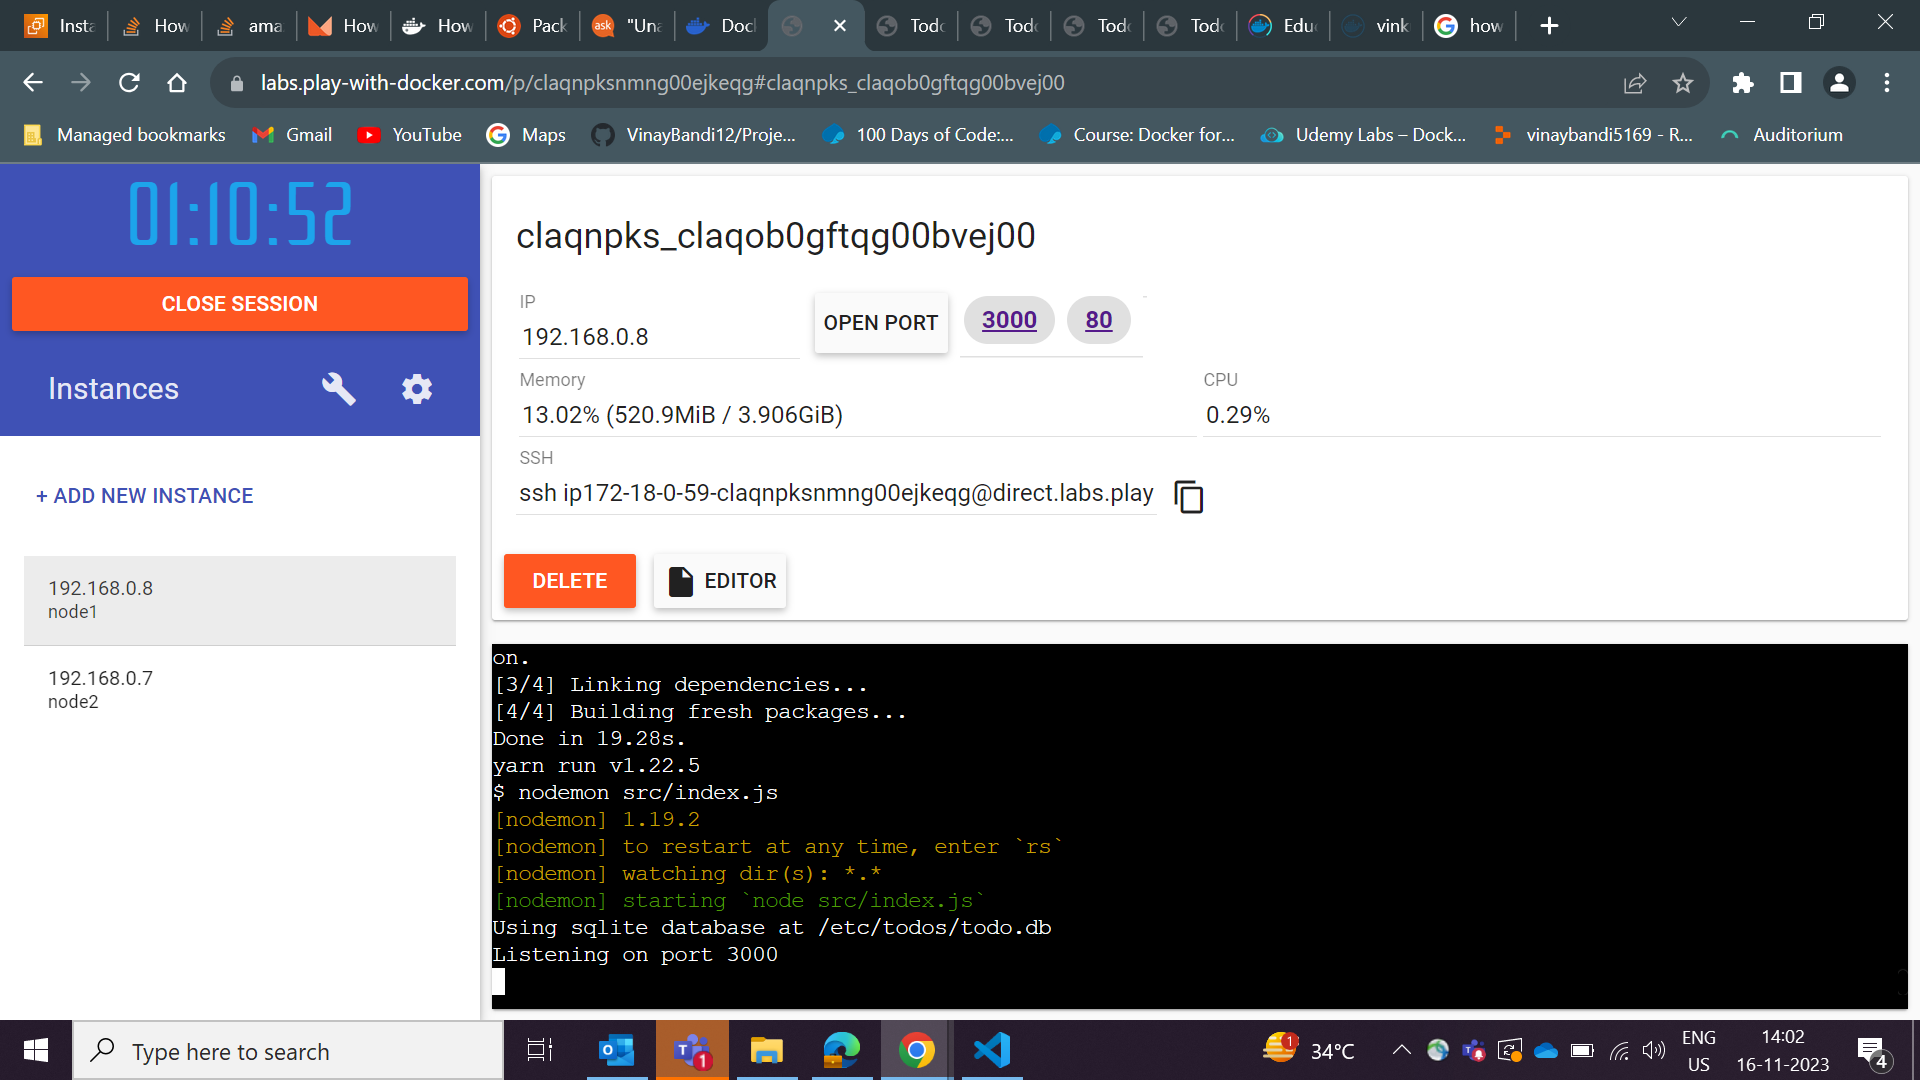 Insta
How
ama
How
How
Pack
ask
"Una
Doc
Todo
Todo
Todo
Todo
Edu
vink
how
labs.play-with-docker.com/p/claqnpksnmng00ejkeqg#claqnpks_claqob0gftqg00bvej00
Managed bookmarks
Gmail
YouTube
Maps
VinayBandi12/Proje...
100 Days of Code:...
Course: Docker for...
Udemy Labs – Dock...
vinaybandi5169 - R...
Auditorium
01:10:52
CLOSE SESSION
Instances
+ ADD NEW INSTANCE
192.168.0.8
node1
192.168.0.7
node2
claqnpks_claqob0gftqg00bvej00
IP
192.168.0.8
OPEN PORT
3000
80
Memory
13.02% (520.9MiB / 3.906GiB)
CPU
0.29%
SSH
ssh ip172-18-0-59-claqnpksnmng00ejkeqg@direct.labs.play
DELETE
EDITOR
on.
[3/4] Linking dependencies...
[4/4] Building fresh packages...
Done in 19.28s.
yarn run v1.22.5
$ nodemon src/index.js
[nodemon] 1.19.2
[nodemon] to restart at any time, enter `rs`
[nodemon] watching dir(s): *.*
[nodemon] starting `node src/index.js`
Using sqlite database at /etc/todos/todo.db
Listening on port 3000
Type here to search
1
1
34°C
ENG
US
14:02
16-11-2023
4